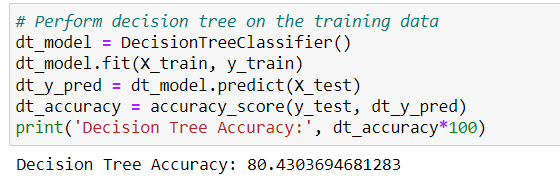 # Perform decision tree on the training data
dt_model = DecisionTreeClassifier()
dt_model.fit(X_train, y_train)
dt_y_pred = dt_model.predict(X_test)
dt_accuracy = accuracy_score(y_test, dt_y_pred)
print('Decision Tree Accuracy:', dt_accuracy*100)
Decision Tree Accuracy: 80.4303694681283